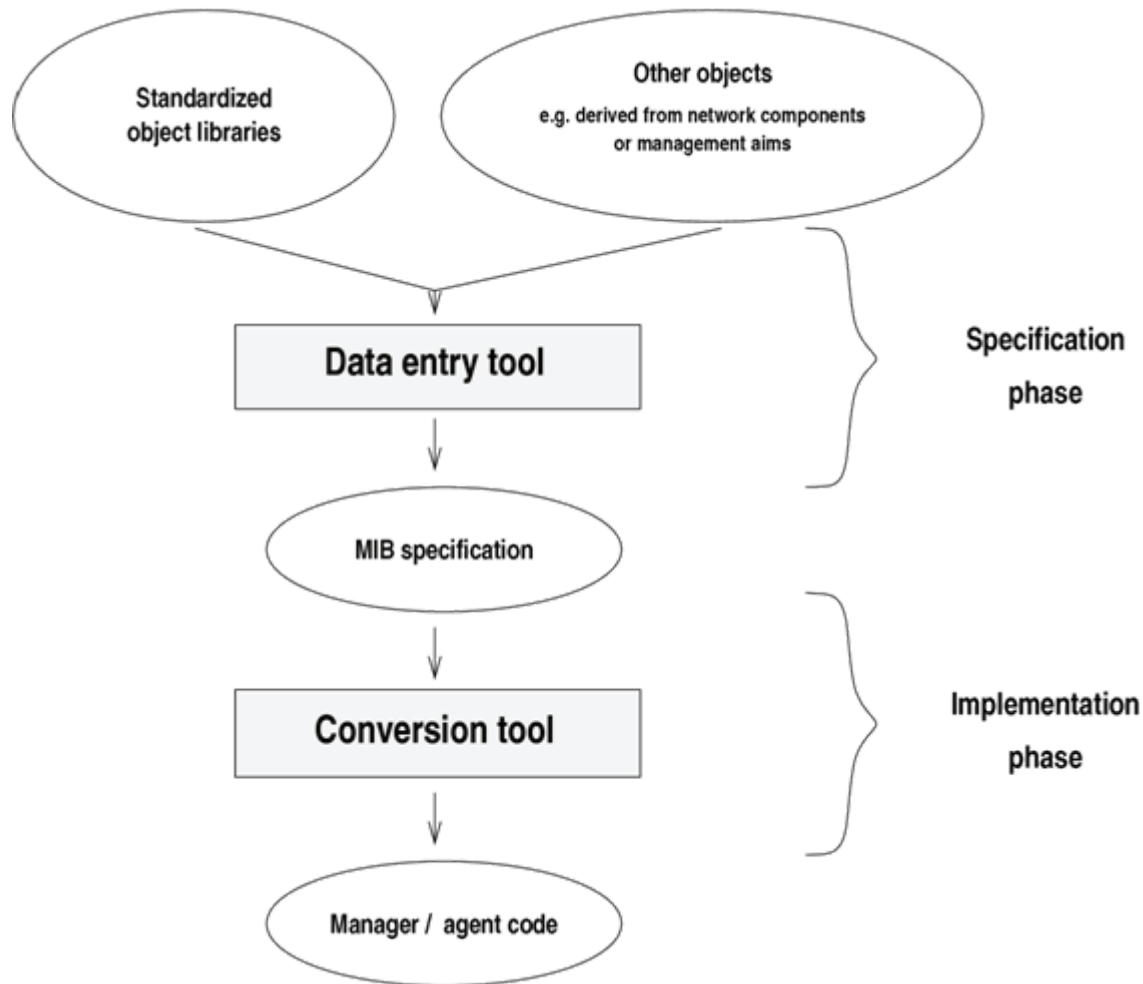 Standardized
object libraries
Other objects
e.g. derived from network components
or management aims
Data entry tool
Specification
phase
MIB specification
Conversion tool
Implementation
phase
Manager / agent code